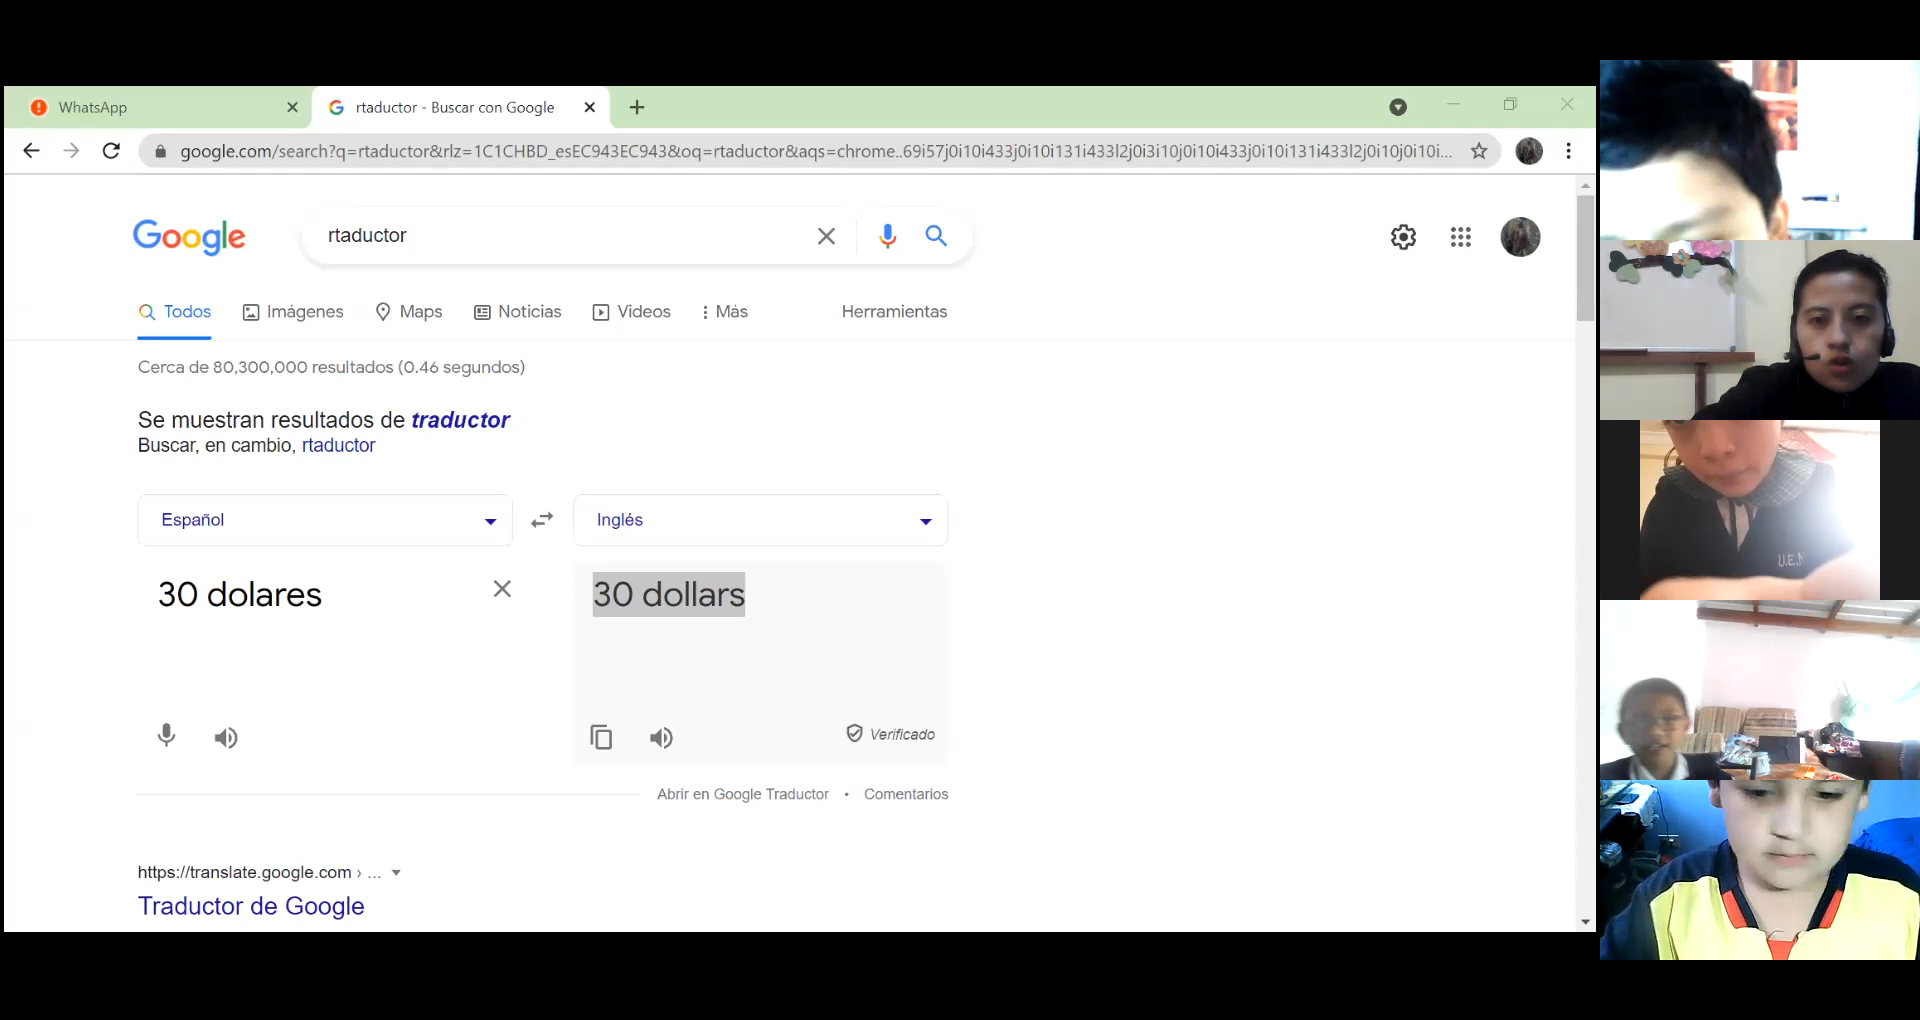 WhatsApp
rtaductor - Buscar con Google
google.com/search?q=rtaductor&rlz=1C1CHBD_esEC943EC943&oq=rtaductor&aqs=chrome..69i57j0i10i433j0i10i131i433l2j0i3i10j0i10i433j0i10i131i433l2j0i10j0i10i...
Google
rtaductor
Todos Imágenes Maps Noticias Videos Más Herramientas
Cerca de 80,300,000 resultados (0.46 segundos)
Se muestran resultados de traductor
Buscar, en cambio, rtaductor
Español Inglés
30 dolares 30 dollars
Verificado
Abrir en Google Traductor • Comentarios
https://translate.google.com › ...
Traductor de Google